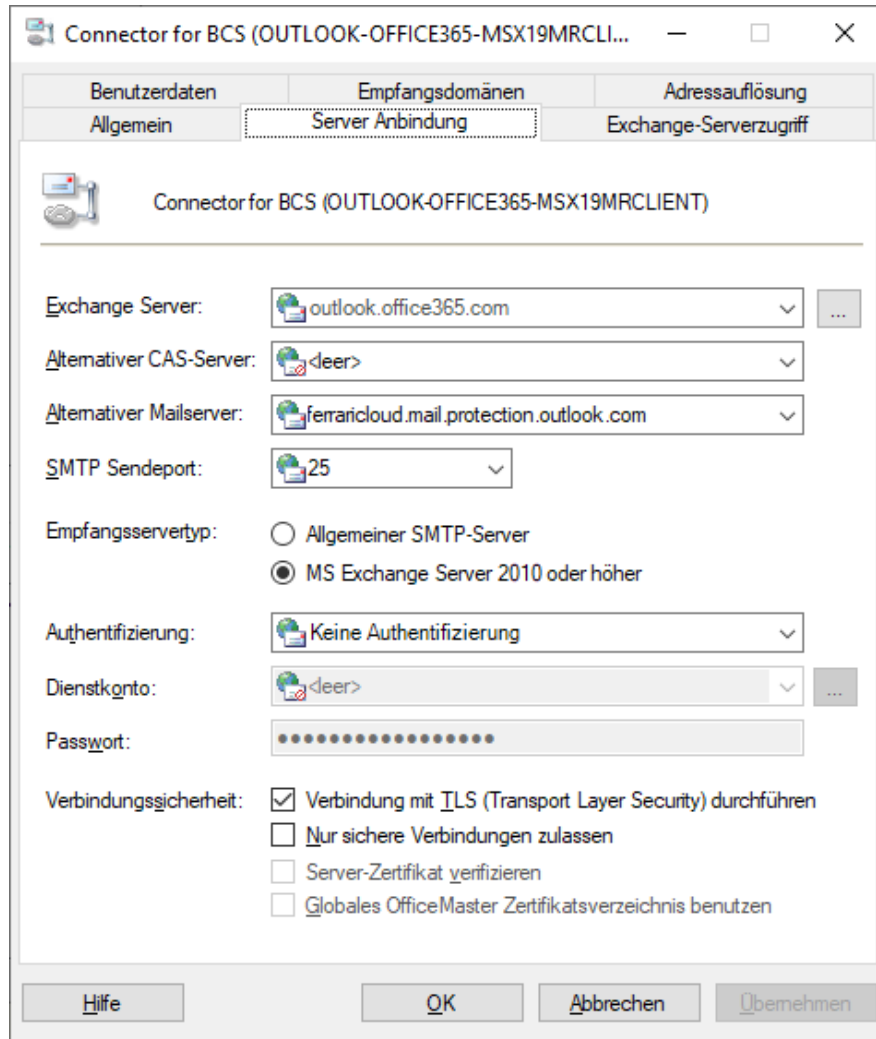 Connector for BCS (OUTLOOK-OFFICE365-MSX19MRCLI...
Benutzerdaten
Empfangsdomänen
Adressauflösung
Allgemein
Server Anbindung
Exchange-Serverzugriff
Connector for BCS (OUTLOOK-OFFICE365-MSX19MRCLIENT)
Exchange Server: outlook.office365.com ...
Alternativer CAS-Server: <leer>
Alternativer Mailserver: ferraricloud.mail.protection.outlook.com
SMTP Sendeport: 25
Empfangsservertyp: Allgemeiner SMTP-Server
MS Exchange Server 2010 oder höher
Authentifizierung: Keine Authentifizierung
Dienstkonto: <leer> ...
Passwort: ●●●●●●●●●●●●●●●●●
Verbindungssicherheit: Verbindung mit TLS (Transport Layer Security) durchführen
Nur sichere Verbindungen zulassen
Server-Zertifikat verifizieren
Globales OfficeMaster Zertifikatsverzeichnis benutzen
Hilfe
OK
Abbrechen
Übernehmen